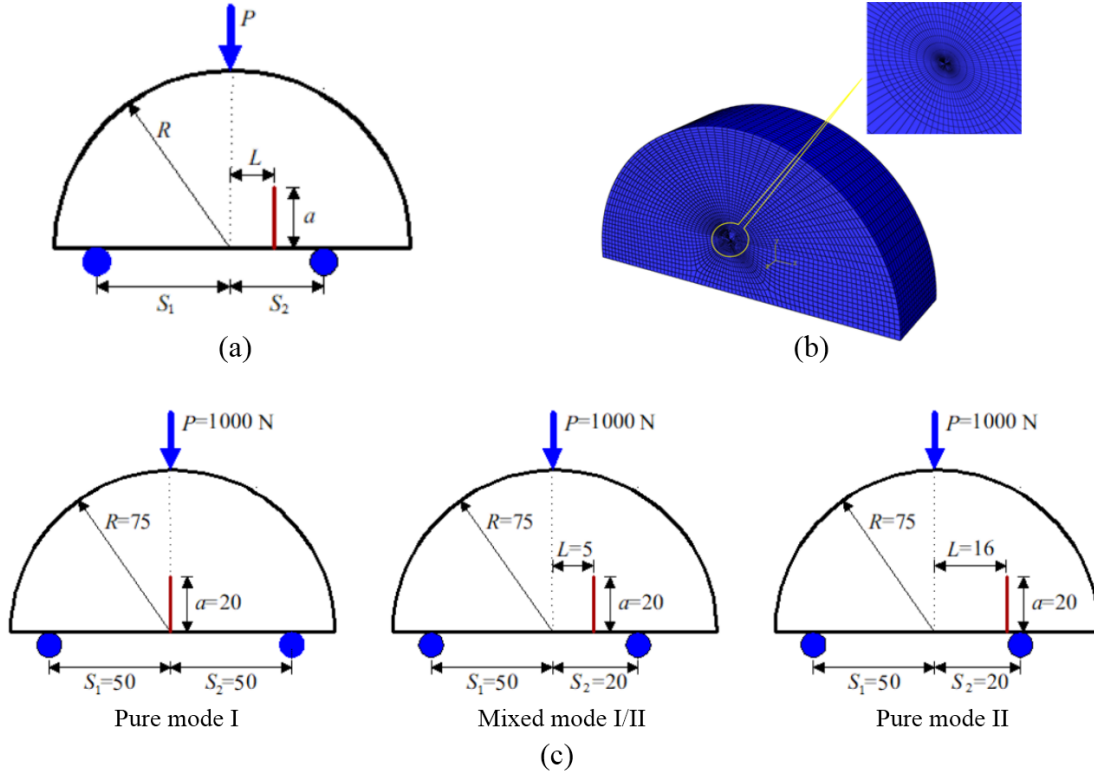 P
R
L
a
S1
S2
(a)
(b)
P=1000 N
R=75
a=20
S1=50
S2=50
Pure mode I
P=1000 N
R=75
L=5
a=20
S1=50
S2=20
Mixed mode I/II
P=1000 N
R=75
L=16
a=20
S1=50
S2=20
Pure mode II
(c)